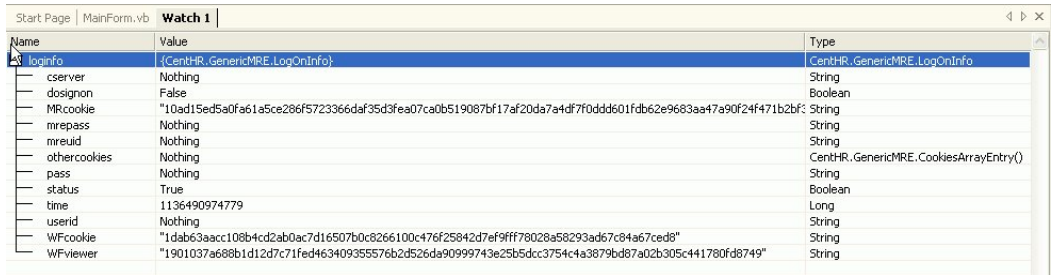 Start Page MainForm.vb Watch 1
Name Value Type
loginfo {CentHR.GenericMRE.LogOnInfo} CentHR.GenericMRE.LogOnInfo
cserver Nothing String
dosignon False Boolean
MRcookie "10ad15ed5a0fa61a5ce286f5723366daf35d3fea07ca0b519087bf17af20da7a4df7f0ddd601fdb62e9683aa47a90f24f471b2bf3 String
mrepass Nothing String
mreuid Nothing String
othercookies Nothing CentHR.GenericMRE.CookiesArrayEntry()
pass Nothing String
status True Boolean
time 1136490974779 Long
userid Nothing String
WFcookie "1dab63aacc108b4cd2ab0ac7d16507b0c8266100c476f25842d7ef9fff78028a58293ad67c84a67ced8" String
WFviewer "1901037a688b1d12d7c71fed463409355576b2d526da90999743e25b5dcc3754c4a3879bd87a02b305c441780fd8749" String